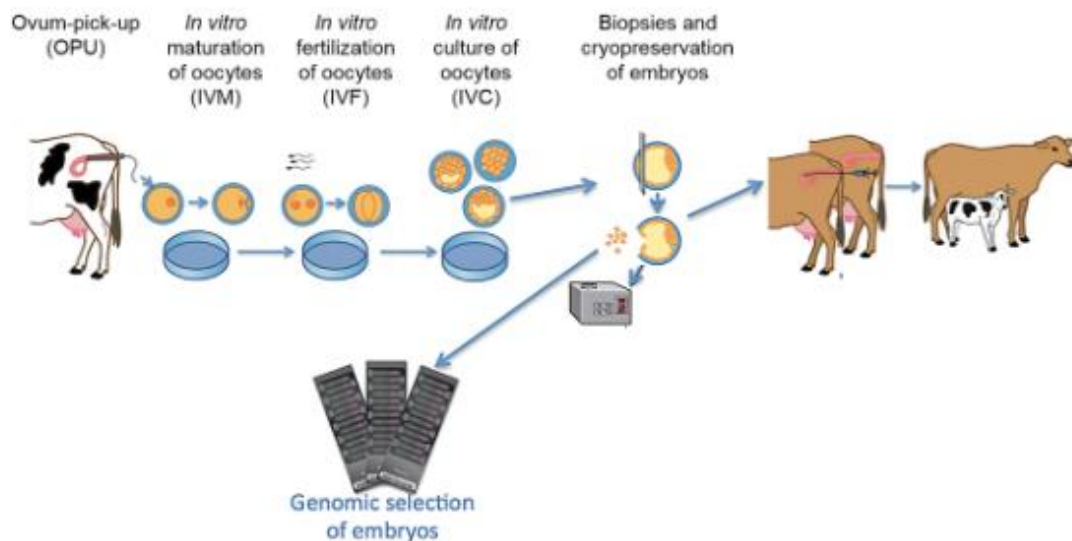 Ovum-pick-up
(OPU)
In vitro
maturation
of oocytes
(IVM)
In vitro
fertilization
of oocytes
(IVF)
In vitro
culture of
oocytes
(IVC)
Biopsies and
cryopreservation
of embryos
Genomic selection
of embryos